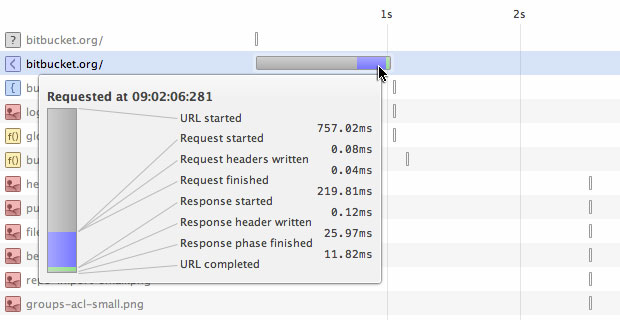 1s 2s
? bitbucket.org/
bitbucket.org/
bu
Requested at 09:02:06:281
log
URL started
757.02ms
f() glo
Request started
0.08ms
f() bu
Request headers written
0.04ms
he
Request finished
219.81ms
pu
Response started
0.12ms
file
Response header written
25.97ms
be
Response phase finished
11.82ms
URL completed
groups-acl-small.png